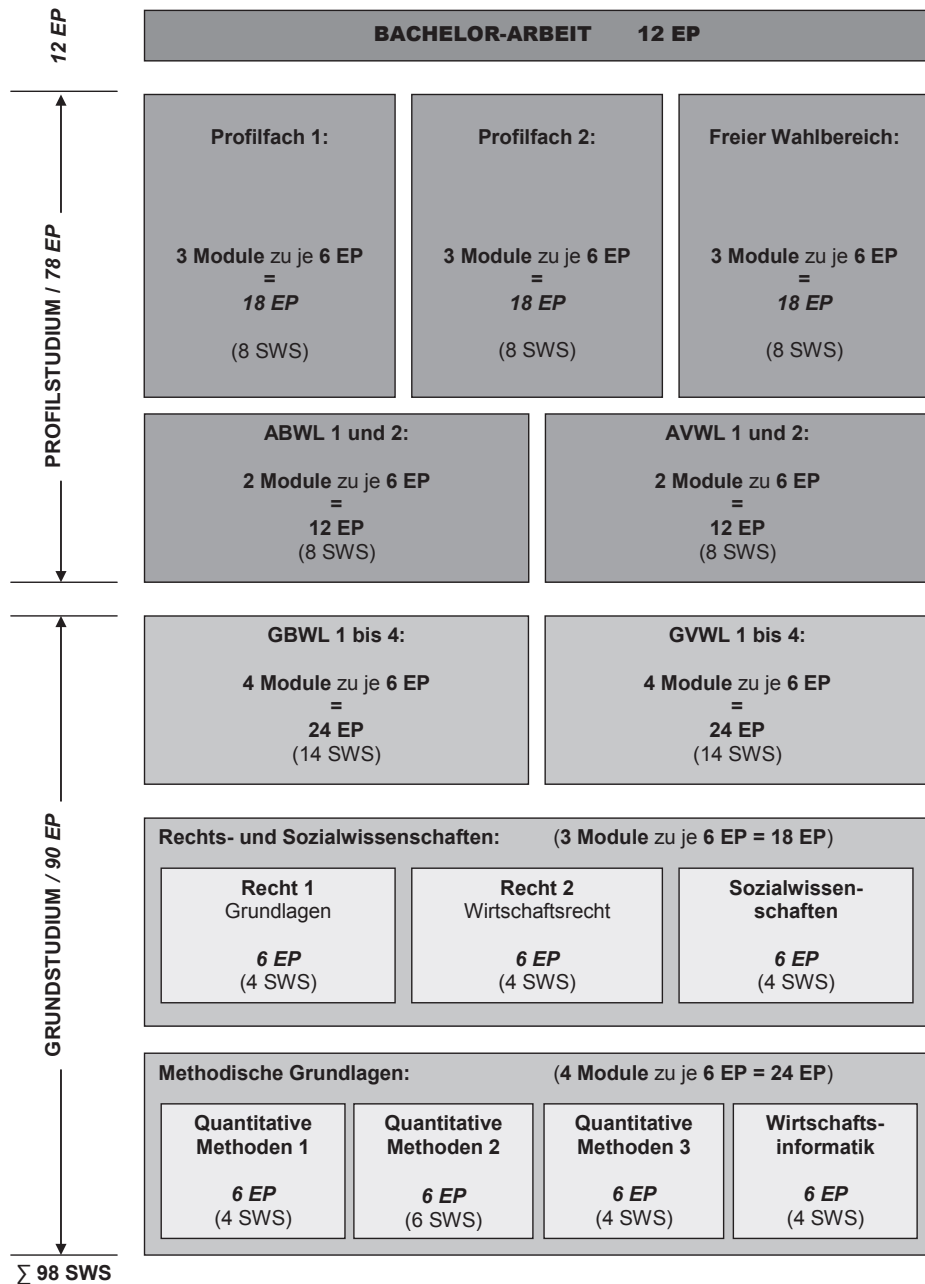 12 EP
BACHELOR-ARBEIT 12 EP
PROFILSTUDIUM / 78 EP
Profilfach 1:
3 Module zu je 6 EP
=
18 EP
(8 SWS)
Profilfach 2:
3 Module zu je 6 EP
=
18 EP
(8 SWS)
Freier Wahlbereich:
3 Module zu je 6 EP
=
18 EP
(8 SWS)
ABWL 1 und 2:
2 Module zu je 6 EP
=
12 EP
(8 SWS)
AVWL 1 und 2:
2 Module zu 6 EP
=
12 EP
(8 SWS)
GRUNDSTUDIUM / 90 EP
GBWL 1 bis 4:
4 Module zu je 6 EP
=
24 EP
(14 SWS)
GVWL 1 bis 4:
4 Module zu je 6 EP
=
24 EP
(14 SWS)
Rechts- und Sozialwissenschaften: (3 Module zu je 6 EP = 18 EP)
Recht 1
Grundlagen
6 EP
(4 SWS)
Recht 2
Wirtschaftsrecht
6 EP
(4 SWS)
Sozialwissen-
schaften
6 EP
(4 SWS)
Methodische Grundlagen: (4 Module zu je 6 EP = 24 EP)
Quantitative
Methoden 1
6 EP
(4 SWS)
Quantitative
Methoden 2
6 EP
(6 SWS)
Quantitative
Methoden 3
6 EP
(4 SWS)
Wirtschafts-
informatik
6 EP
(4 SWS)
∑ 98 SWS